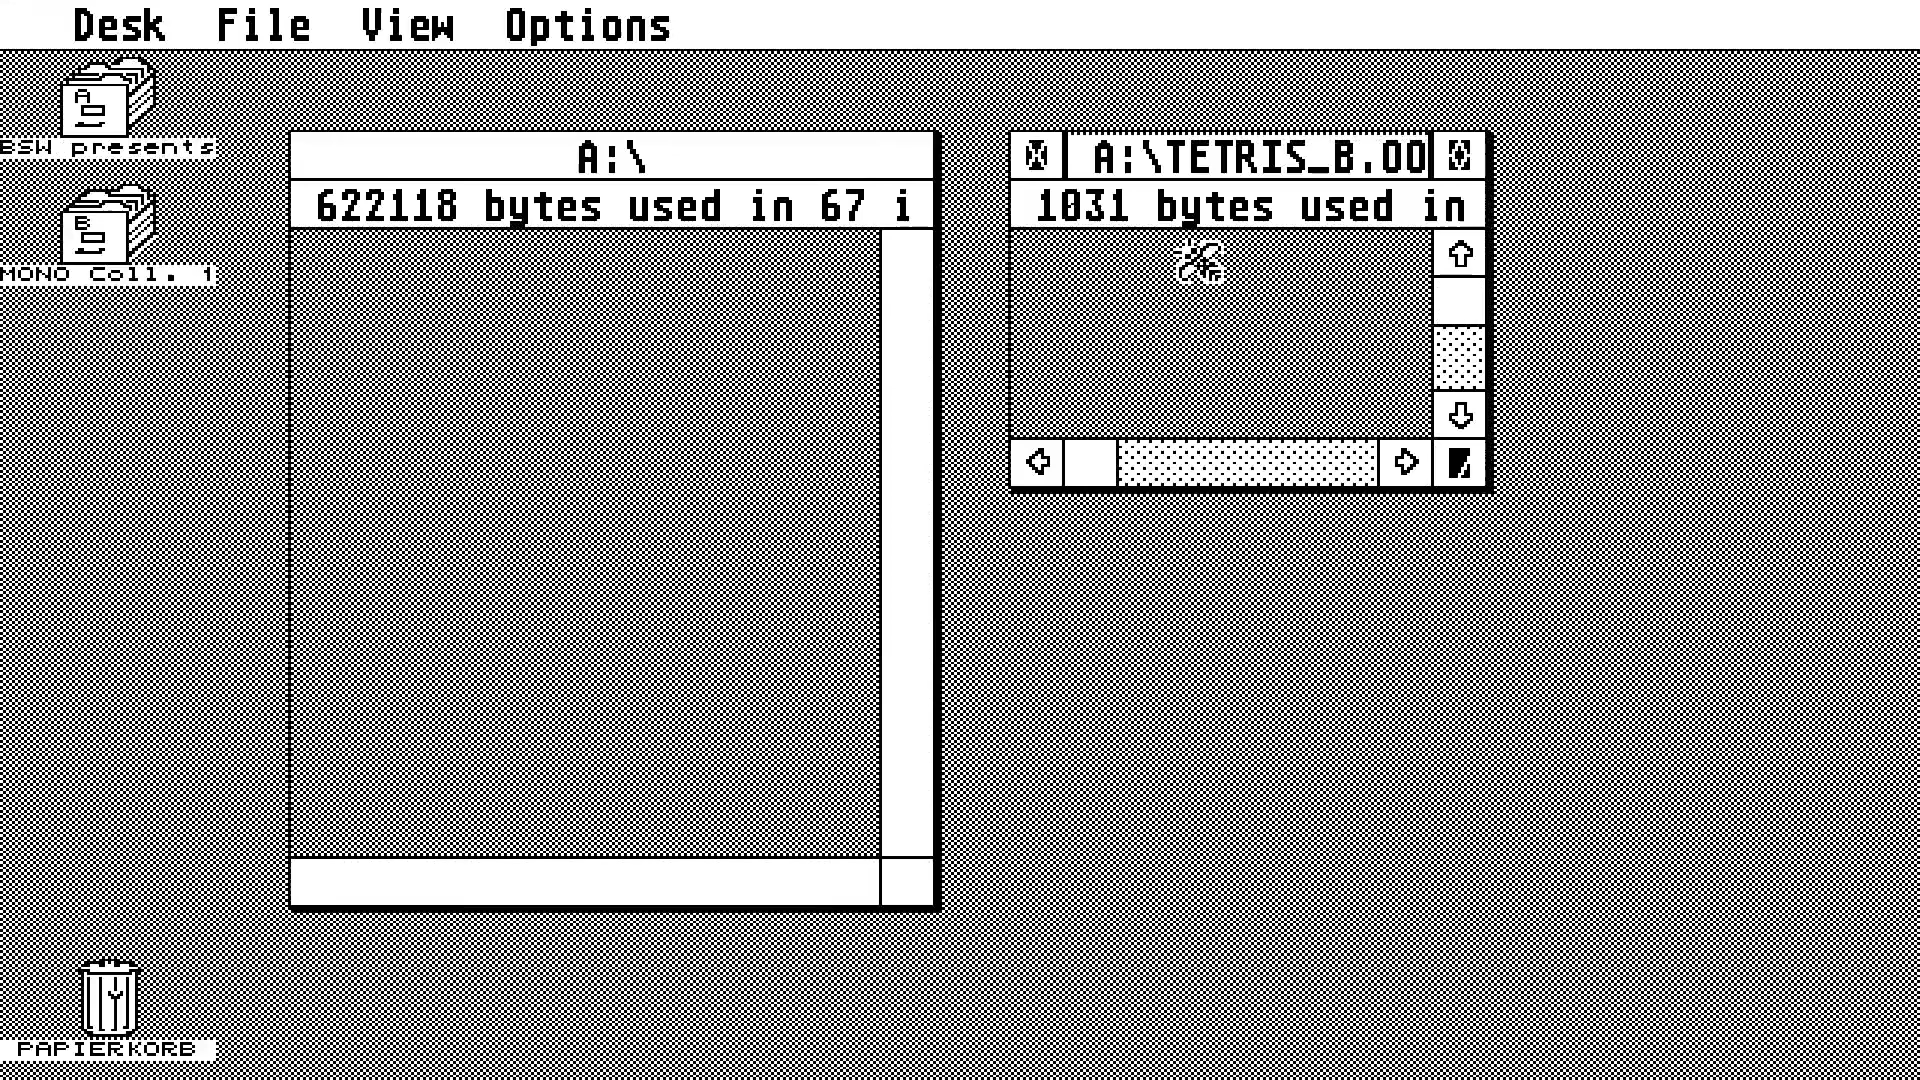 Desk File View Options
A
BSW presents
B
MONO Coll. 1
A:\
622118 bytes used in 67 i
A:\TETRIS_B.OO
1031 bytes used in
PAPIERKORB